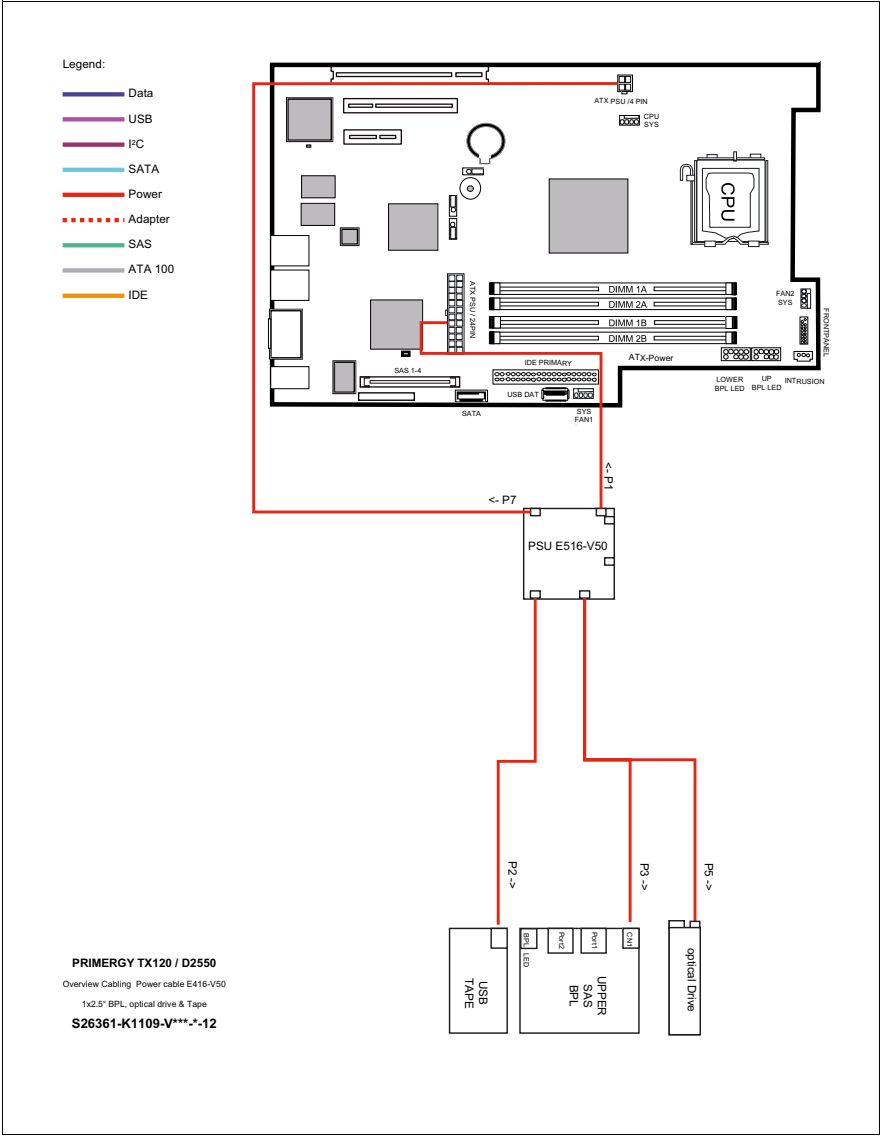 Legend:
Data
USB
I²C
SATA
Power
Adapter
SAS
ATA 100
IDE
ATX PSU /4 PIN
CPU
SYS
CPU
ATX PSU / 24PIN
DIMM 1A
DIMM 2A
DIMM 1B
DIMM 2B
FAN2
SYS
FRONTPANEL
ATX-Power
IDE PRIMARY
SAS 1-4
SATA
USB DAT
SYS
FAN1
LOWER
BPL LED
UP
BPL LED
INTRUSION
<- P7
<- P1
PSU E516-V50
P2 ->
P3 ->
P5 ->
USB
TAPE
BPL
LED
Port2
Port1
CN1
UPPER
SAS
BPL
optical Drive
PRIMERGY TX120 / D2550
Overview Cabling Power cable E416-V50
1x2.5" BPL, optical drive & Tape
S26361-K1109-V***-*-12